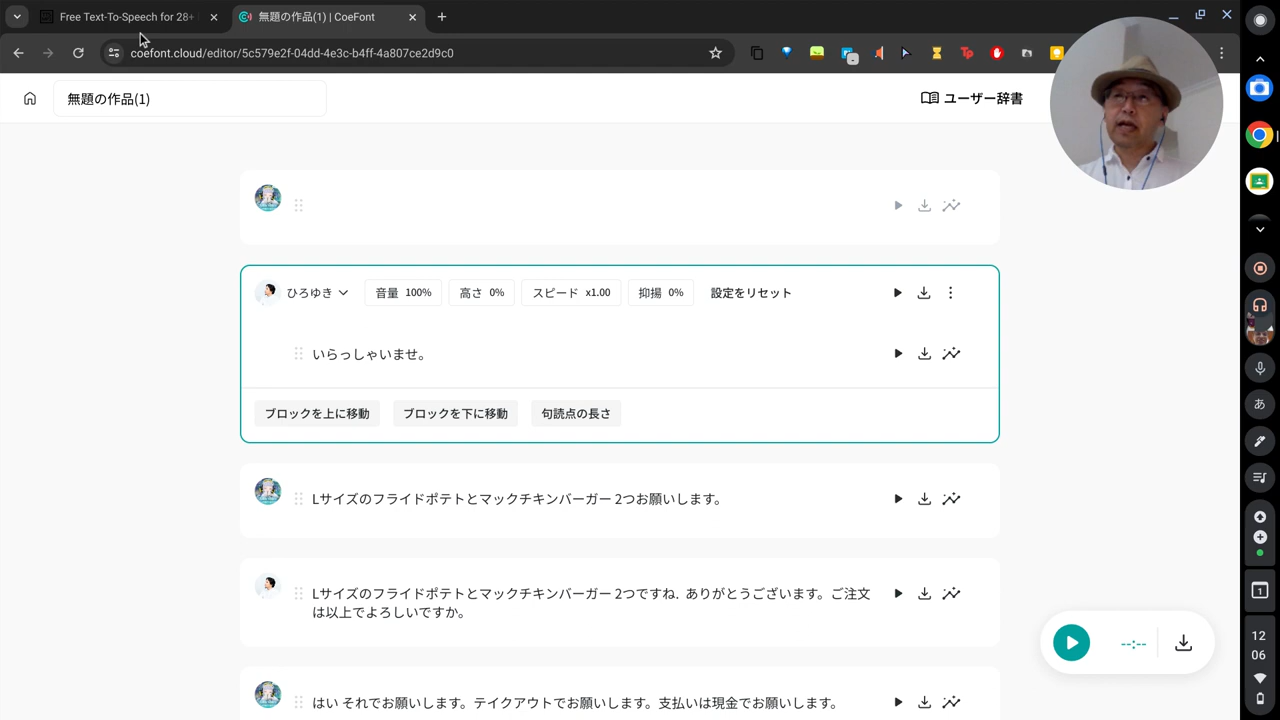 Free Text-To-Speech for 28+
無題の作品(1) | CoeFont
coefont.cloud/editor/5c579e2f-04dd-4e3c-b4ff-4a807ce2d9c0
無題の作品(1)
ユーザー辞書
ひろゆき
音量 100%
高さ 0%
スピード x1.00
抑揚 0%
設定をリセット
いらっしゃいませ。
ブロックを上に移動
ブロックを下に移動
句読点の長さ
Lサイズのフライドポテトとマックチキンバーガー 2つお願いします。
Lサイズのフライドポテトとマックチキンバーガー 2つですね. ありがとうございます。ご注文
は以上でよろしいですか。
はい それでお願いします。テイクアウトでお願いします。支払いは現金でお願いします。
--:--
あ
1
12
06